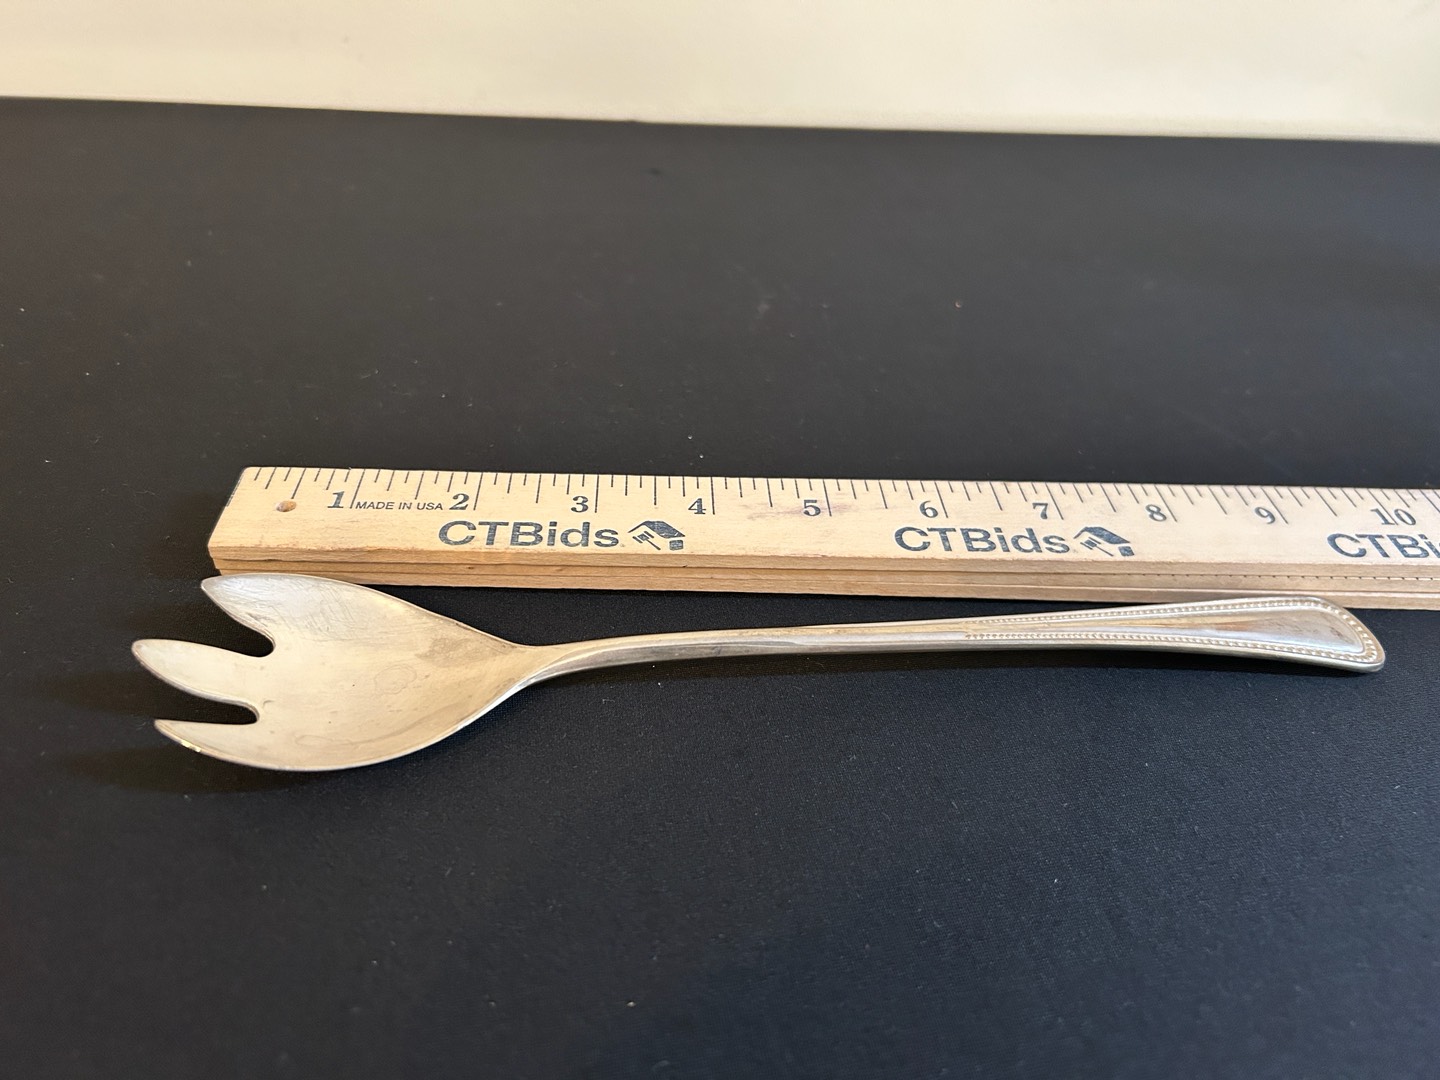 1 MADE IN USA 2 3 4 5 6 7 8 9 10
CTBids CTBids CTBi